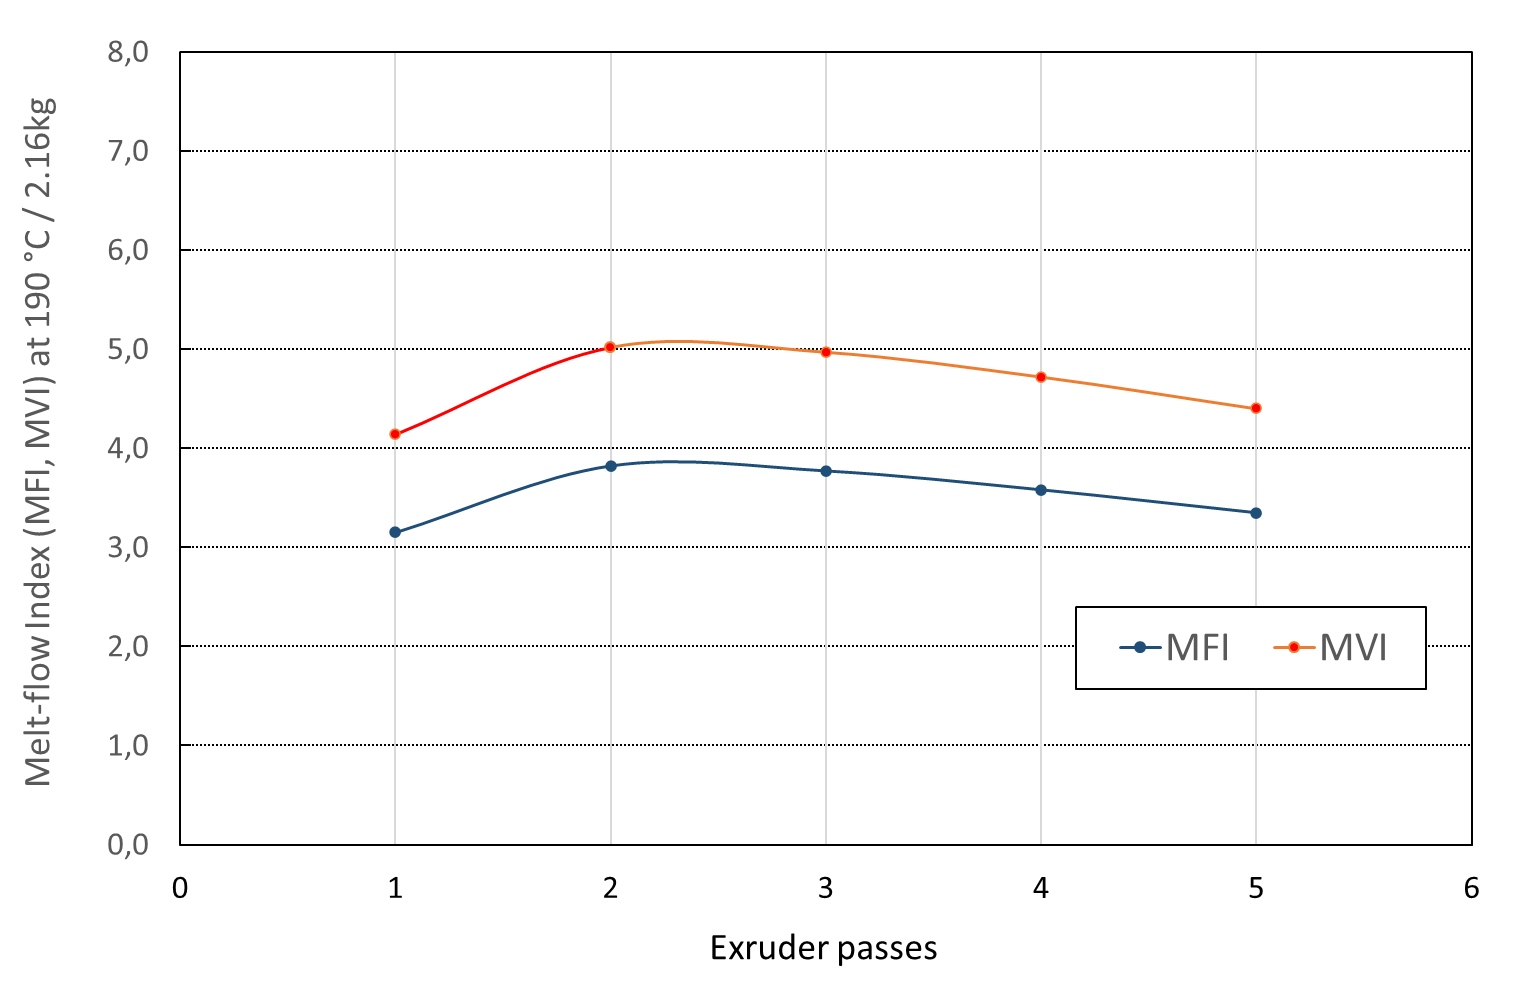 Melt-flow Index (MFI, MVI) at 190 °C / 2.16kg
8,0
7,0
6,0
5,0
4,0
3,0
2,0
1,0
0,0
MFI MVI
0 1 2 3 4 5 6
Exruder passes